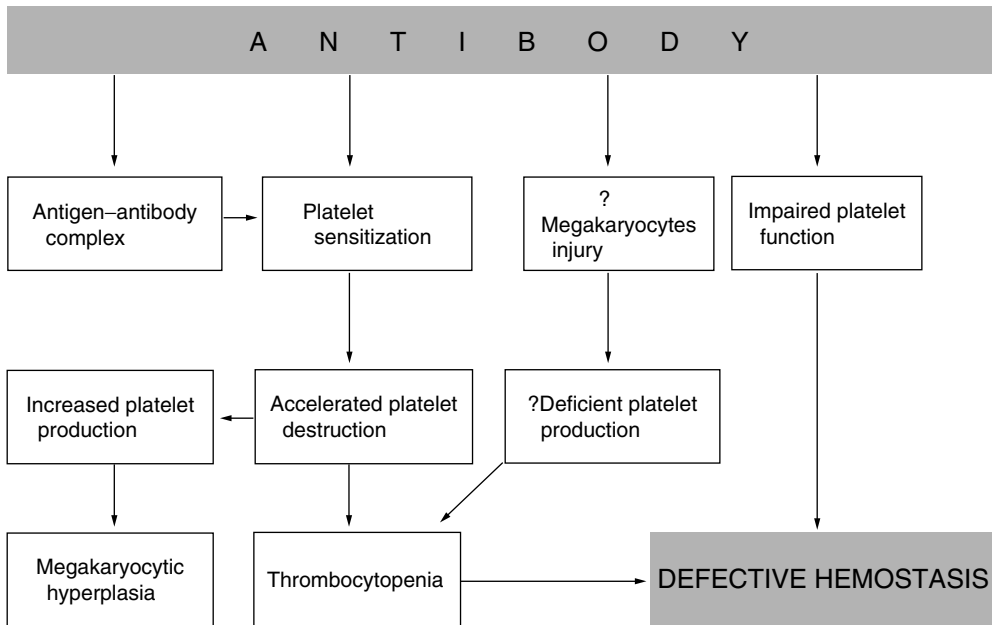 A N T I B O D Y
Antigen–antibody
complex
Platelet
sensitization
?
Megakaryocytes
injury
Impaired platelet
function
Increased platelet
production
Accelerated platelet
destruction
?Deficient platelet
production
Megakaryocytic
hyperplasia
Thrombocytopenia
DEFECTIVE HEMOSTASIS